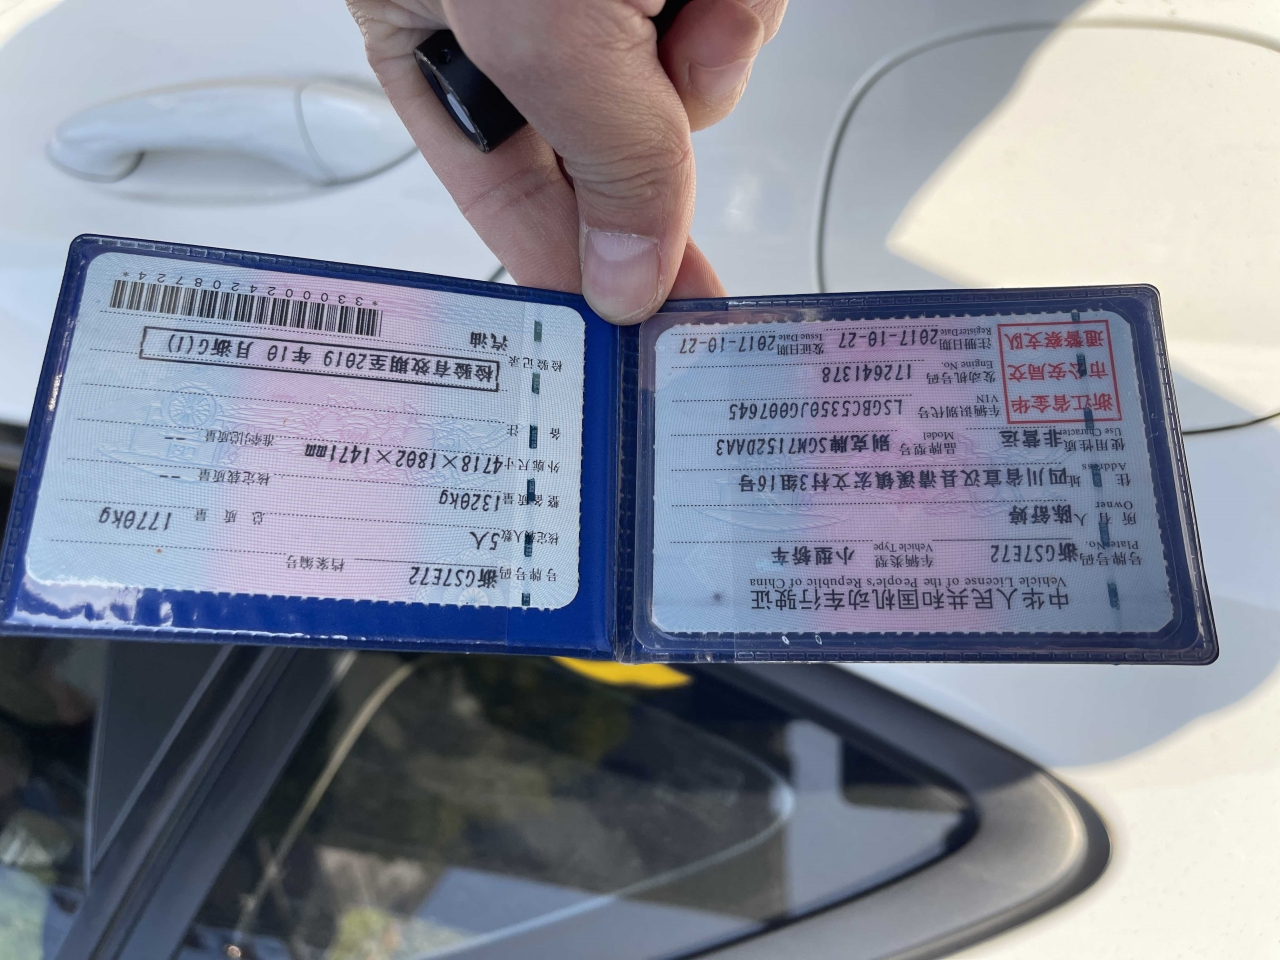 中华人民共和国机动车行驶证
Vehicle License of the People's Republic of China
号牌号码 浙GS7E72 车辆类型 小型轿车
Plate No. Vehicle Type
所有人 陈舒婷
Owner
住址 四川省宣汉县清溪镇宏文村3组16号
Address
使用性质 非营运 品牌型号 别克牌SGM7152DAA3
Use Character Model
浙江省金华
市公安局交
通警察支队
车辆识别代号 LSGBC5350JG007645
VIN
发动机号码 172641378
Engine No.
注册日期 2017-10-27 发证日期 2017-10-27
Register Date Issue Date
号牌号码 浙GS7E72 档案编号
核定载人数 5人 总质量 1770kg
整备质量 1320kg 核定载质量 --
外廓尺寸 4718×1802×1471mm 准牵引总质量 --
备注
检验有效期至2019年10月浙G(1)
检验记录
汽油
*3300024208724*